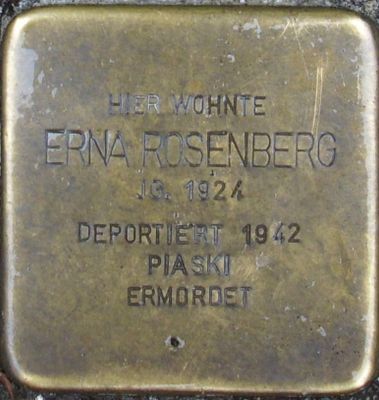 HIER WOHNTE
ERNA ROSENBERG
JG. 1924
DEPORTIERT 1942
PIASKI
ERMORDET